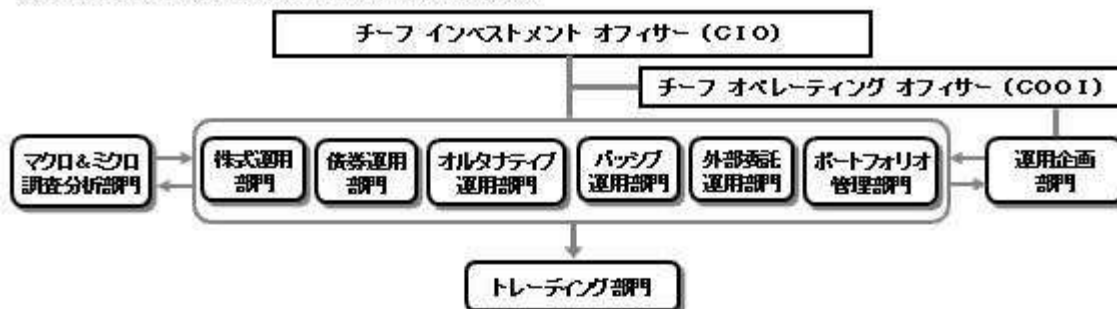 チーフ インベストメント オフィサー (CIO)
チーフ オペレーティング オフィサー (COOI)
マクロ&ミクロ
調査分析部門
株式運用
部門
債券運用
部門
オルタナティブ
運用部門
パッシブ
運用部門
外部委託
運用部門
ポートフォリオ
管理部門
運用企画
部門
トレーディング部門